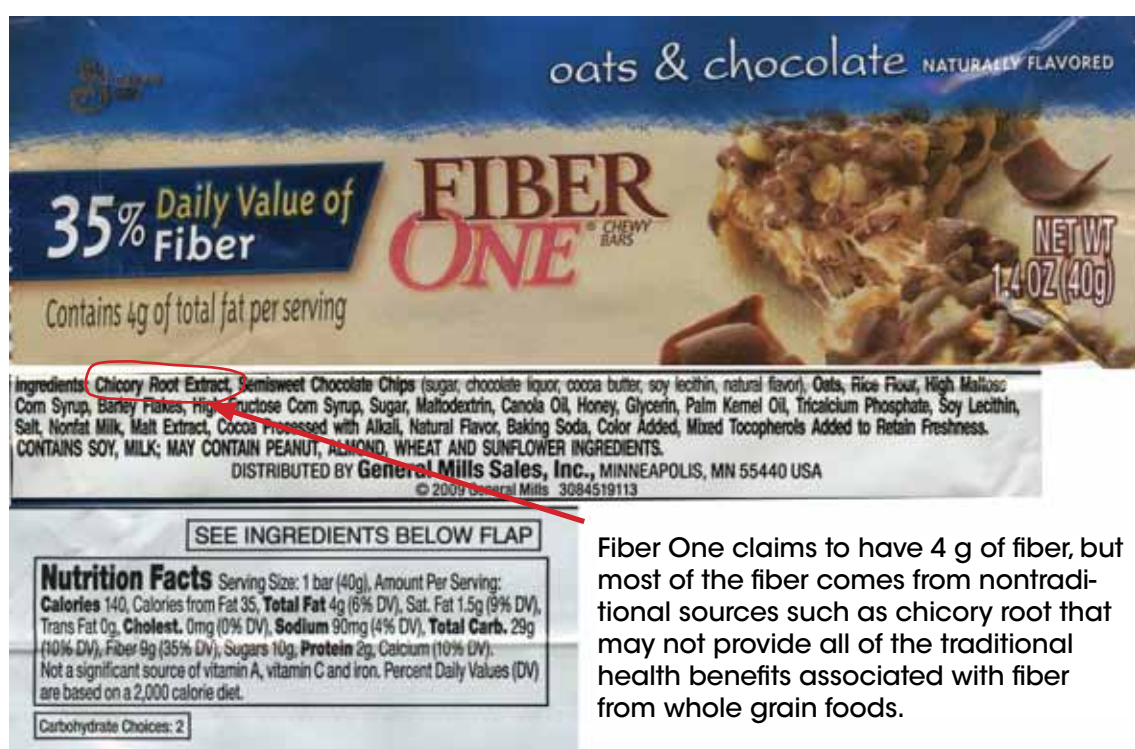 oats & chocolate NATURALLY FLAVORED
35% Daily Value of
Fiber
FIBER
ONE® CHEWY
BARS
NET WT
1.4 OZ (40g)
Contains 4g of total fat per serving
Ingredients: Chicory Root Extract, Semisweet Chocolate Chips (sugar, chocolate liquor, cocoa butter, soy lecithin, natural flavor), Oats, Rice Flour, High Maltose
Corn Syrup, Barley Flakes, High Fructose Corn Syrup, Sugar, Maltodextrin, Canola Oil, Honey, Glycerin, Palm Kernel Oil, Tricalcium Phosphate, Soy Lecithin,
Salt, Nonfat Milk, Malt Extract, Cocoa Processed with Alkali, Natural Flavor, Baking Soda, Color Added, Mixed Tocopherols Added to Retain Freshness.
CONTAINS SOY, MILK; MAY CONTAIN PEANUT, ALMOND, WHEAT AND SUNFLOWER INGREDIENTS.
DISTRIBUTED BY General Mills Sales, Inc., MINNEAPOLIS, MN 55440 USA
© 2009 General Mills 3084519113
SEE INGREDIENTS BELOW FLAP
Nutrition Facts Serving Size: 1 bar (40g), Amount Per Serving:
Calories 140, Calories from Fat 35, Total Fat 4g (6% DV), Sat. Fat 1.5g (9% DV),
Trans Fat 0g, Cholest. 0mg (0% DV), Sodium 90mg (4% DV), Total Carb. 29g
(10% DV), Fiber 9g (35% DV), Sugars 10g, Protein 2g, Calcium (10% DV).
Not a significant source of vitamin A, vitamin C and iron. Percent Daily Values (DV)
are based on a 2,000 calorie diet.
Carbohydrate Choices: 2
Fiber One claims to have 4 g of fiber, but
most of the fiber comes from nontradi-
tional sources such as chicory root that
may not provide all of the traditional
health benefits associated with fiber
from whole grain foods.